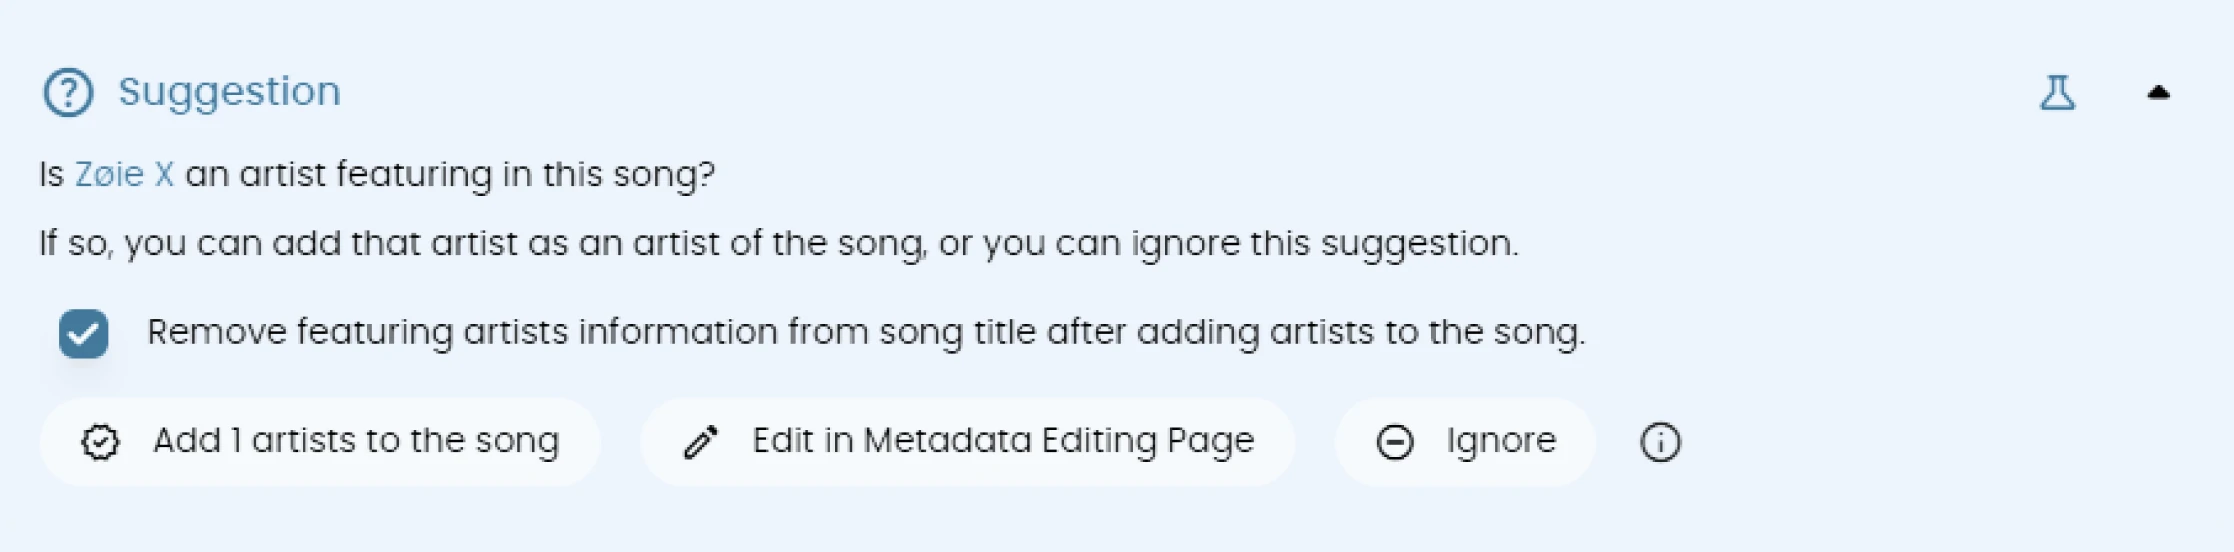 Suggestion
Is Zøie X an artist featuring in this song?
If so, you can add that artist as an artist of the song, or you can ignore this suggestion.
Remove featuring artists information from song title after adding artists to the song.
Add 1 artists to the song Edit in Metadata Editing Page Ignore